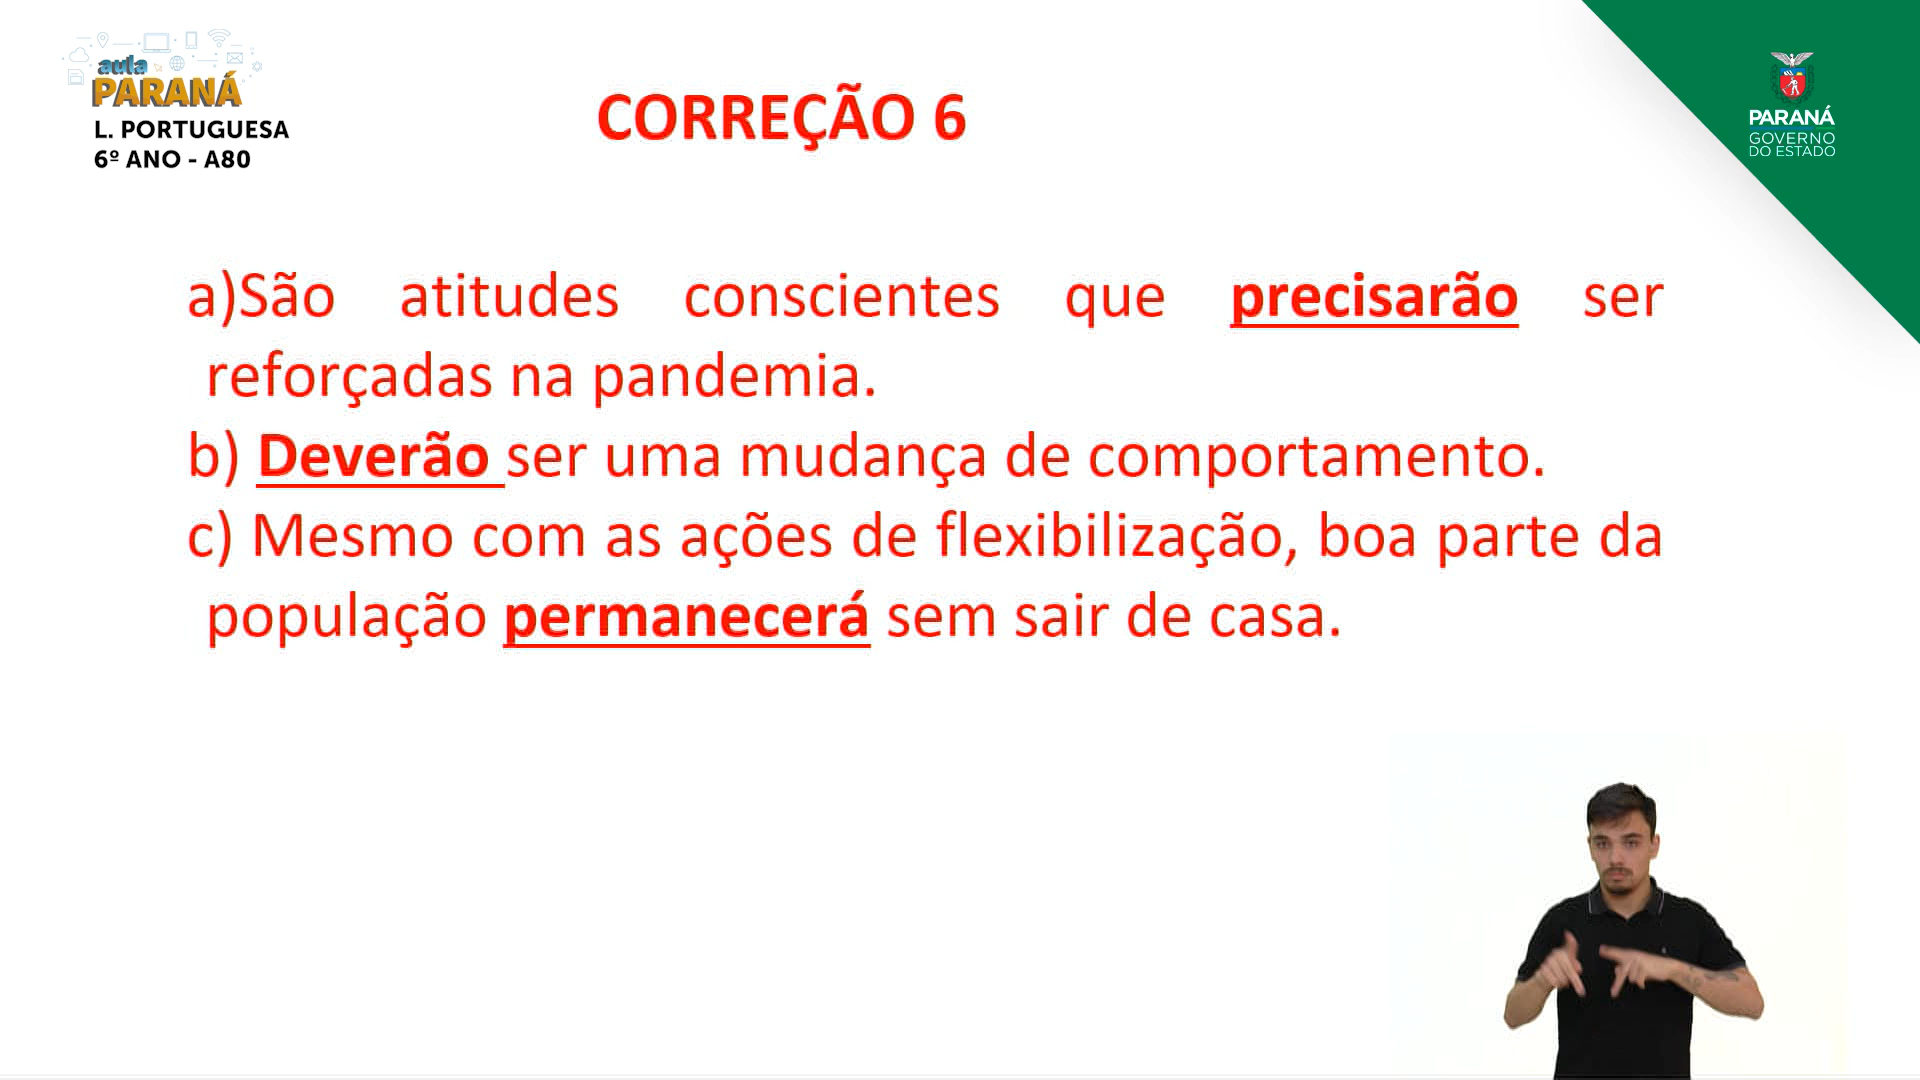 aula
PARANÁ
L. PORTUGUESA
6º ANO - A80
CORREÇÃO 6
PARANÁ
GOVERNO
DO ESTADO
a)São atitudes conscientes que precisarão ser
reforçadas na pandemia.
b) Deverão ser uma mudança de comportamento.
c) Mesmo com as ações de flexibilização, boa parte da
população permanecerá sem sair de casa.